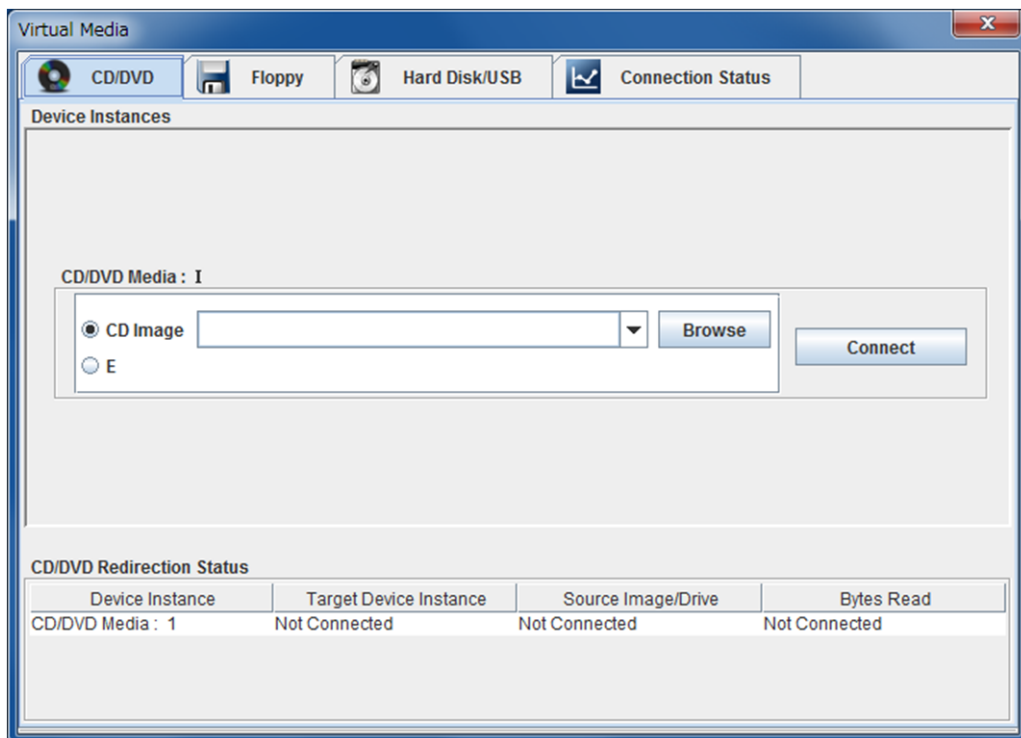 Virtual Media
CD/DVD Floppy Hard Disk/USB Connection Status
Device Instances
CD/DVD Media : I
CD Image Browse
Connect
E
CD/DVD Redirection Status
Device Instance Target Device Instance Source Image/Drive Bytes Read
CD/DVD Media : 1 Not Connected Not Connected Not Connected